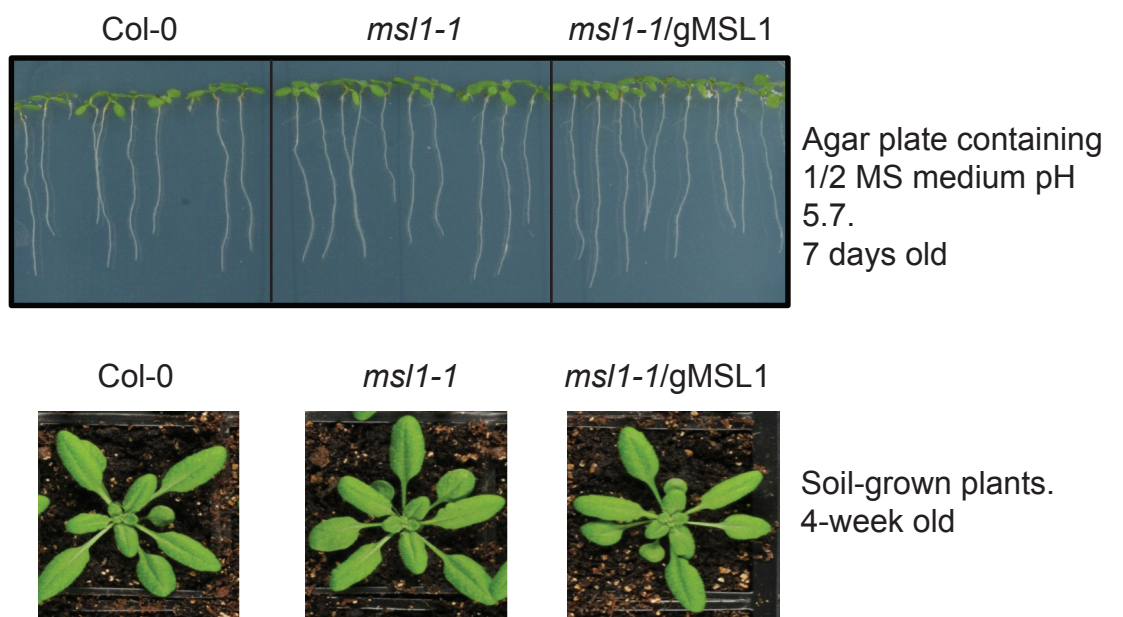 Col-0
msl1-1
msl1-1/gMSL1
Agar plate containing
1/2 MS medium pH
5.7.
7 days old
Col-0
msl1-1
msl1-1/gMSL1
Soil-grown plants.
4-week old